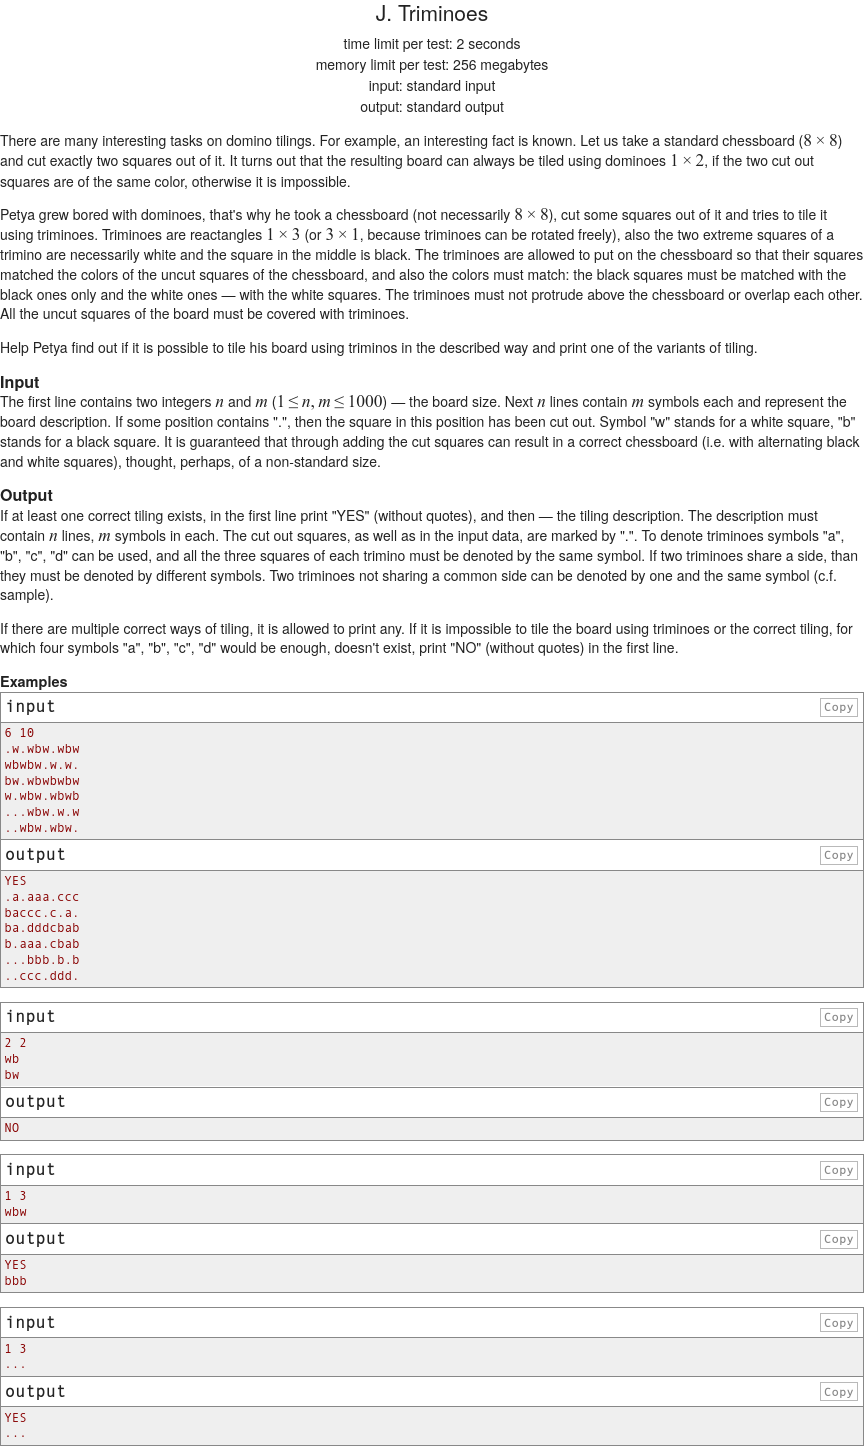 J. Triminoes
time limit per test: 2 seconds
memory limit per test: 256 megabytes
input: standard input
output: standard output
There are many interesting tasks on domino tilings. For example, an interesting fact is known. Let us take a standard chessboard (8 × 8)
and cut exactly two squares out of it. It turns out that the resulting board can always be tiled using dominoes 1 × 2, if the two cut out
squares are of the same color, otherwise it is impossible.
Petya grew bored with dominoes, that's why he took a chessboard (not necessarily 8 × 8), cut some squares out of it and tries to tile it
using triminoes. Triminoes are reactangles 1 × 3 (or 3 × 1, because triminoes can be rotated freely), also the two extreme squares of a
trimino are necessarily white and the square in the middle is black. The triminoes are allowed to put on the chessboard so that their squares
matched the colors of the uncut squares of the chessboard, and also the colors must match: the black squares must be matched with the
black ones only and the white ones — with the white squares. The triminoes must not protrude above the chessboard or overlap each other.
All the uncut squares of the board must be covered with triminoes.
Help Petya find out if it is possible to tile his board using triminos in the described way and print one of the variants of tiling.
Input
The first line contains two integers n and m (1 ≤ n, m ≤ 1000) — the board size. Next n lines contain m symbols each and represent the
board description. If some position contains ".", then the square in this position has been cut out. Symbol "w" stands for a white square, "b"
stands for a black square. It is guaranteed that through adding the cut squares can result in a correct chessboard (i.e. with alternating black
and white squares), thought, perhaps, of a non-standard size.
Output
If at least one correct tiling exists, in the first line print "YES" (without quotes), and then — the tiling description. The description must
contain n lines, m symbols in each. The cut out squares, as well as in the input data, are marked by ".". To denote triminoes symbols "a",
"b", "c", "d" can be used, and all the three squares of each trimino must be denoted by the same symbol. If two triminoes share a side, than
they must be denoted by different symbols. Two triminoes not sharing a common side can be denoted by one and the same symbol (c.f.
sample).
If there are multiple correct ways of tiling, it is allowed to print any. If it is impossible to tile the board using triminoes or the correct tiling, for
which four symbols "a", "b", "c", "d" would be enough, doesn't exist, print "NO" (without quotes) in the first line.
Examples
input Copy
6 10
.w.wbw.wbw
wbwbw.w.w.
bw.wbwbwbw
w.wbw.wbwb
...wbw.w.w
..wbw.wbw.
output Copy
YES
.a.aaa.ccc
baccc.c.a.
ba.dddcbab
b.aaa.cbab
...bbb.b.b
..ccc.ddd.
input Copy
2 2
wb
bw
output Copy
NO
input Copy
1 3
wbw
output Copy
YES
bbb
input Copy
1 3
...
output Copy
YES
...